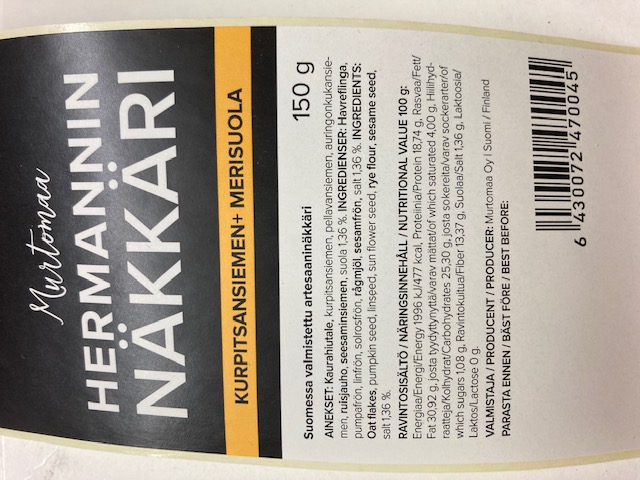 Murtomaa
HERMANNIN
NÄKKÄRI
KURPITSANSIEMEN+ MERISUOLA
150 g
Suomessa valmistettu artesaaninäkkäri
AINEKSET: Kaurahiutale, kurpitsansiemen, pellavansiemen, auringonkukansie-
men, ruisjauho, seesaminsiemen, suola 1,36 %. INGREDIENSER: Havreflinga,
pumpafrön, linfrön, solrosfrön, rågmjöl, sesamfrön, salt 1,36 %. INGREDIENTS:
Oat flakes, pumpkin seed, linseed, sun flower seed, rye flour, sesame seed,
salt 1,36 %.
RAVINTOSISÄLTÖ / NÄRINGSINNEHÅLL / NUTRITIONAL VALUE 100 g:
Energiaa/Energi/Energy 1996 kJ/477 kcal, Proteiinia/Protein 18,74 g, Rasvaa/Fett/
Fat 30,92 g, josta tyydyttynyttä/varav mättat/of which saturated 4,00 g, Hiilihyd-
raatteja/Kolhydrat/Carbohydrates 25,30 g, josta sokereita/varav sockerarter/of
which sugars 1,08 g, Ravintokuitua/Fiber 13,37 g, Suolaa/Salt 1,36 g, Laktoosia/
Laktos/Lactose 0 g.
VALMISTAJA / PRODUCENT / PRODUCER: Murtomaa Oy | Suomi / Finland
PARASTA ENNEN / BÄST FÖRE / BEST BEFORE:
6 430072 470045